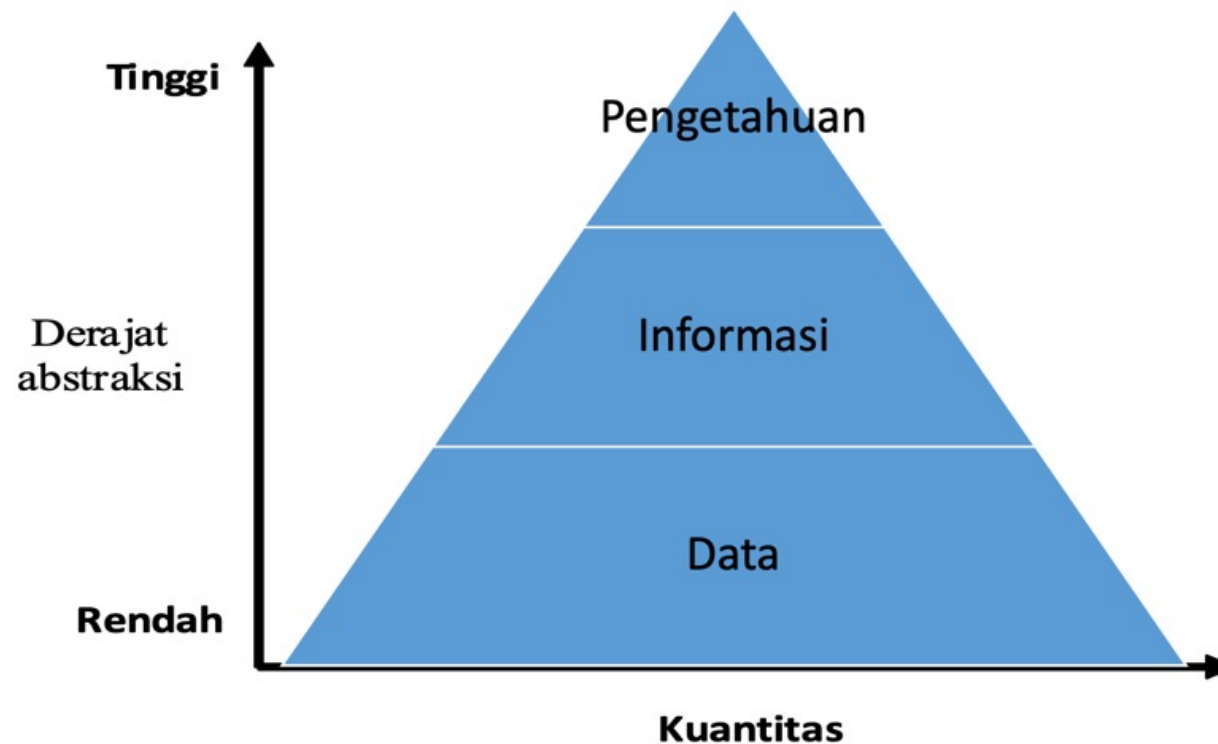 Tinggi
Pengetahuan
Derajat
abstraksi
Informasi
Data
Rendah
Kuantitas